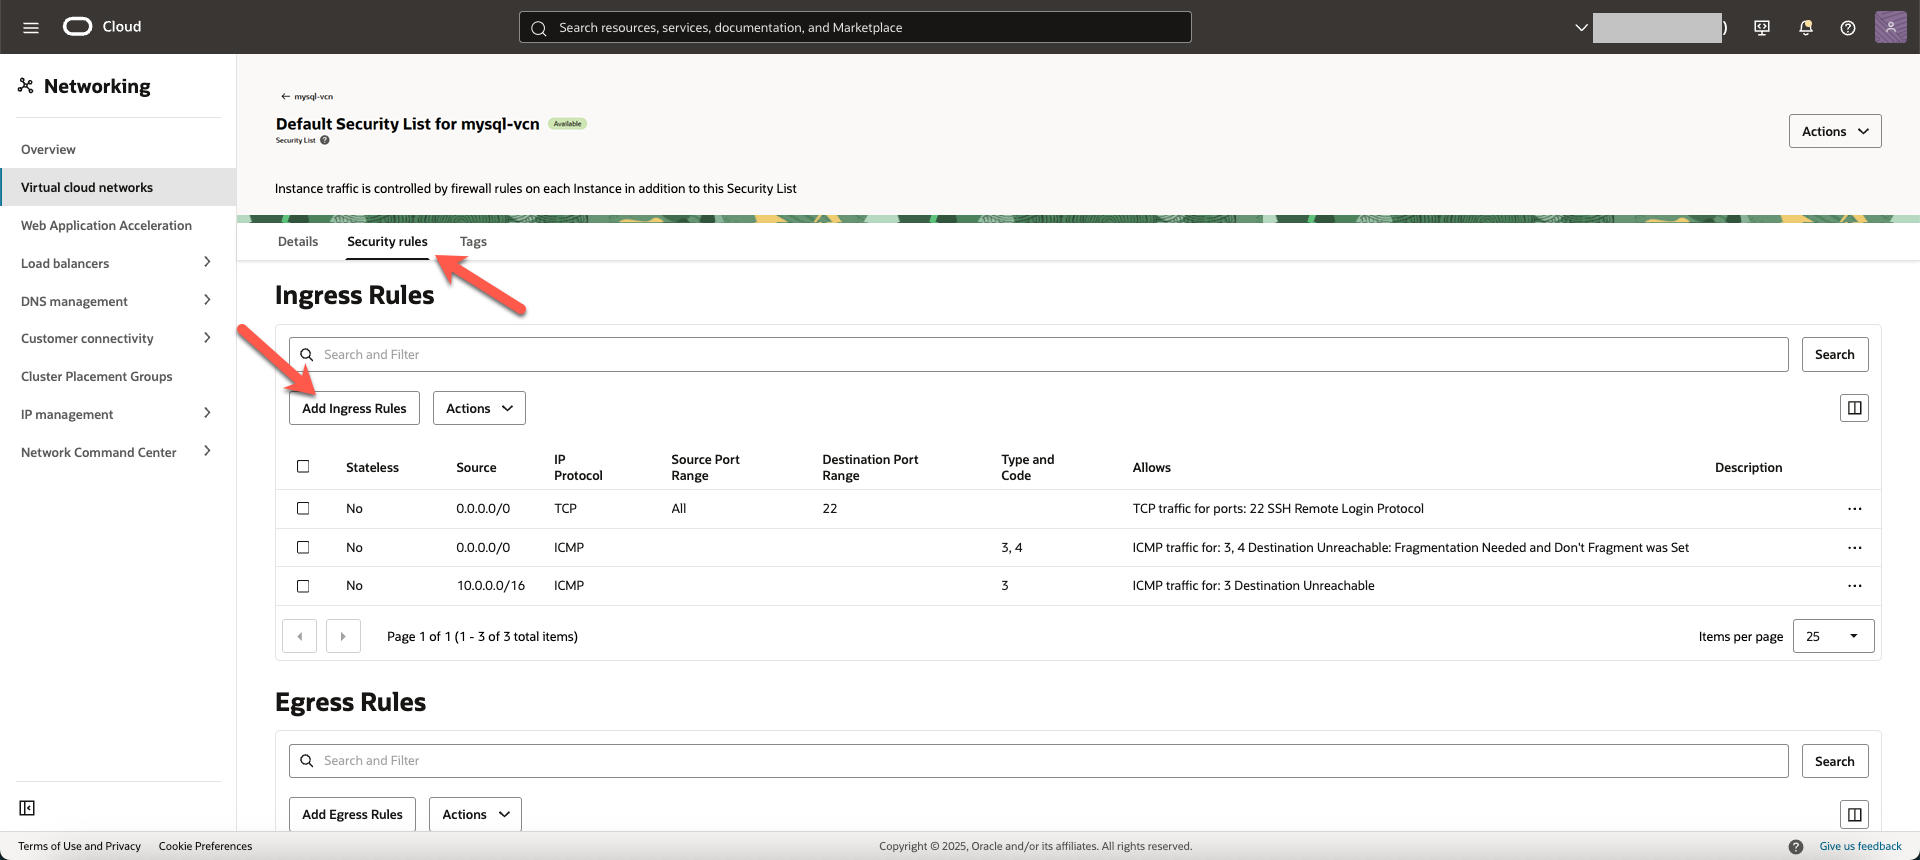 Cloud
Search resources, services, documentation, and Marketplace
)
Networking
Overview
Virtual cloud networks
Web Application Acceleration
Load balancers
DNS management
Customer connectivity
Cluster Placement Groups
IP management
Network Command Center
← mysql-vcn
Default Security List for mysql-vcn Available
Security List ?
Actions
Instance traffic is controlled by firewall rules on each Instance in addition to this Security List
Details Security rules Tags
Ingress Rules
Search and Filter Search
Add Ingress Rules Actions
Stateless Source IP Protocol Source Port Range Destination Port Range Type and Code Allows Description
No 0.0.0.0/0 TCP All 22 TCP traffic for ports: 22 SSH Remote Login Protocol
No 0.0.0.0/0 ICMP 3, 4 ICMP traffic for: 3, 4 Destination Unreachable: Fragmentation Needed and Don't Fragment was Set
No 10.0.0.0/16 ICMP 3 ICMP traffic for: 3 Destination Unreachable
Page 1 of 1 (1 - 3 of 3 total items) Items per page 25
Egress Rules
Search and Filter Search
Add Egress Rules Actions
Terms of Use and Privacy Cookie Preferences Copyright © 2025, Oracle and/or its affiliates. All rights reserved. ? Give us feedback